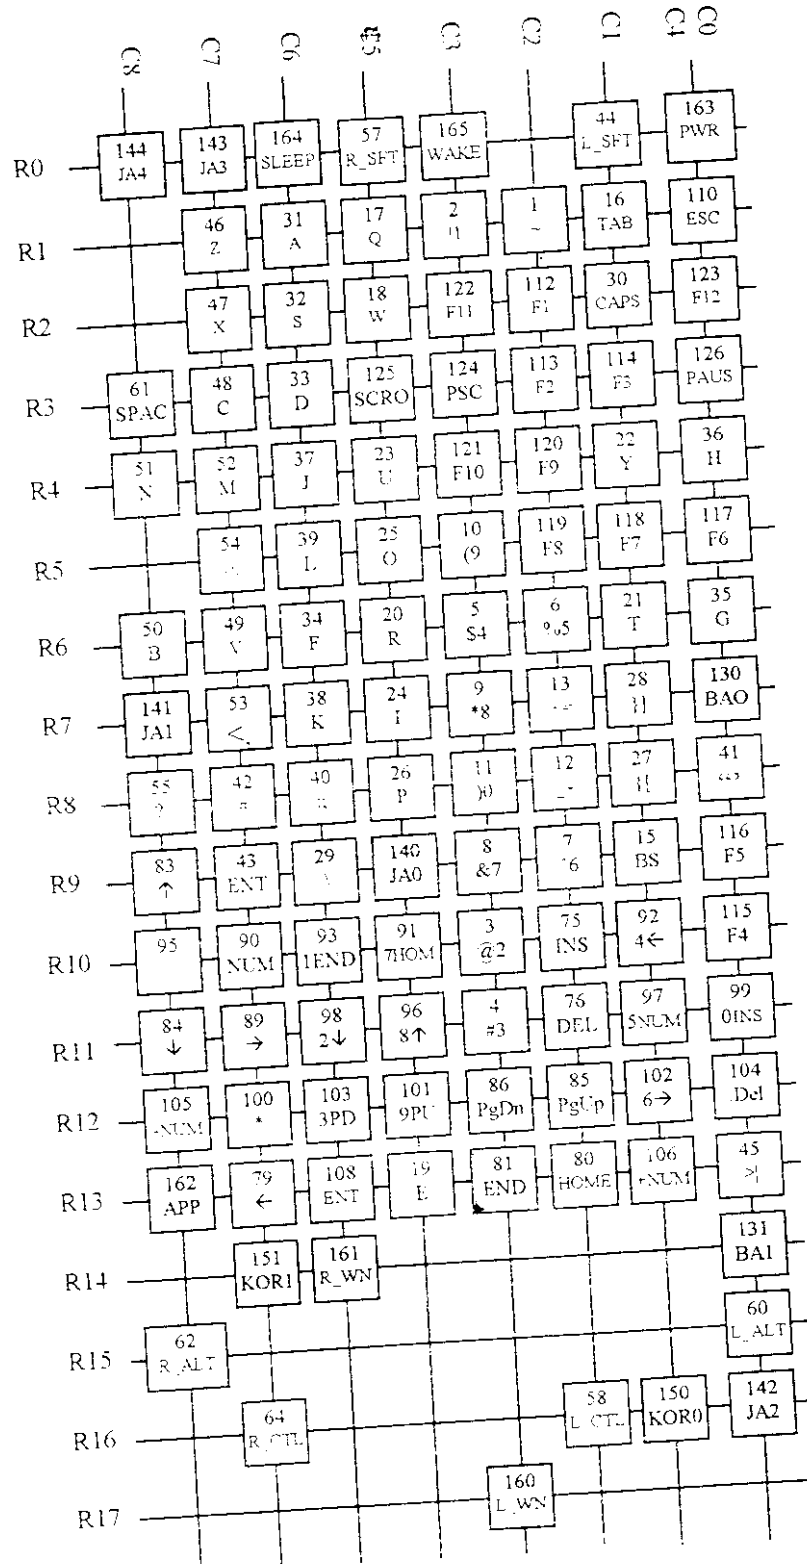 C8 C7 C6 C3 C2 C1 C4 C0
R0 144 JA4 143 JA3 164 SLEEP 57 R_SFT 165 WAKE 44 L_SFT 163 PWR
R1 46 Z 31 A 17 Q 2 !1 1 ~ 16 TAB 110 ESC
R2 47 X 32 S 18 W 122 F11 112 F1 30 CAPS 123 F12
R3 61 SPAC 48 C 33 D 125 SCRO 124 PSC 113 F2 114 F3 126 PAUS
R4 51 N 52 M 37 J 23 U 121 F10 120 F9 22 Y 36 H
R5 54 39 L 25 O 10 (9 119 F8 118 F7 117 F6
R6 50 B 49 V 34 F 20 R 5 $4 6 %5 21 T 35 G
R7 141 JA1 53 <, 38 K 24 I 9 *8 13 28 130 BAO
R8 55 ? 42 40 26 P 11 )0 12 27 41
R9 83 ↑ 43 ENT 29 \ 140 JA0 8 &7 7 ^6 15 BS 116 F5
R10 95 90 NUM 93 1END 91 7HOM 3 @2 75 INS 92 4← 115 F4
R11 84 ↓ 89 → 98 2↓ 96 8↑ 4 #3 76 DEL 97 5NUM 99 0INS
R12 105 -NUM 100 * 103 3PD 101 9PU 86 PgDn 85 PgUp 102 6→ 104 .Del
R13 162 APP 79 ← 108 ENT 19 E 81 END 80 HOME 106 +NUM 45
R14 151 KOR1 161 R_WN 131 BA1
R15 62 R_ALT 60 L_ALT
R16 64 R_CTL 58 L_CTL 150 KOR0 142 JA2
R17 160 L_WN